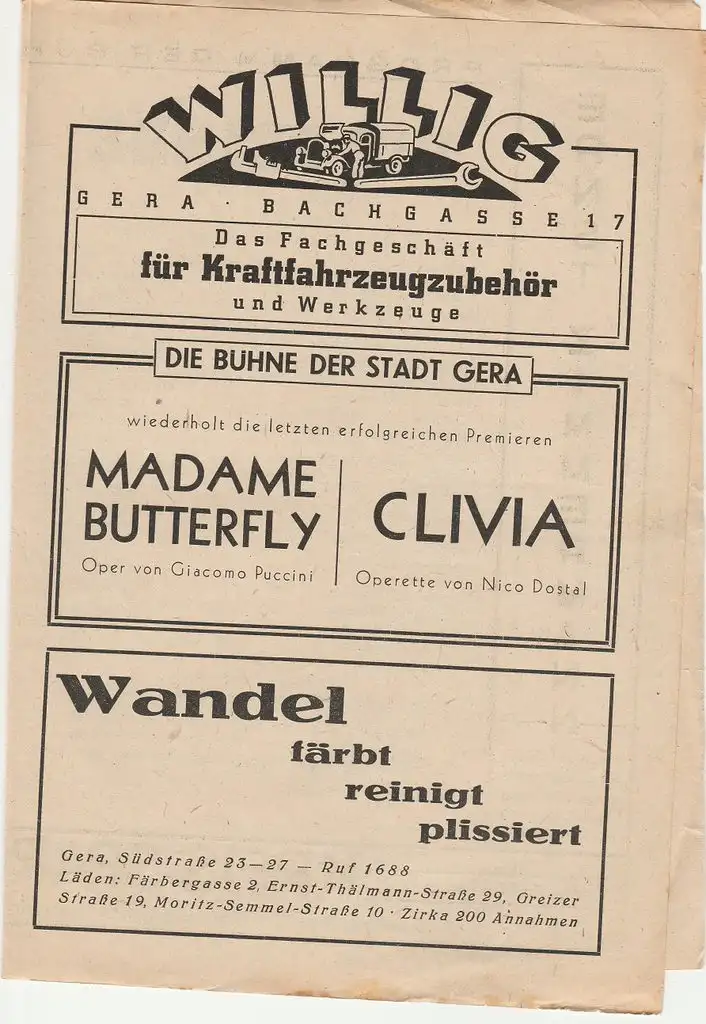 WILLIG
GERA · BACHGASSE 17
Das Fachgeschäft
für Kraftfahrzeugzubehör
und Werkzeuge
DIE BÜHNE DER STADT GERA
wiederholt die letzten erfolgreichen Premieren
MADAME
BUTTERFLY
Oper von Giacomo Puccini
CLIVIA
Operette von Nico Dostal
Wandel
färbt
reinigt
plissiert
Gera, Südstraße 23—27 — Ruf 1688
Läden: Färbergasse 2, Ernst-Thälmann-Straße 29, Greizer
Straße 19, Moritz-Semmel-Straße 10 · Zirka 200 Annahmen